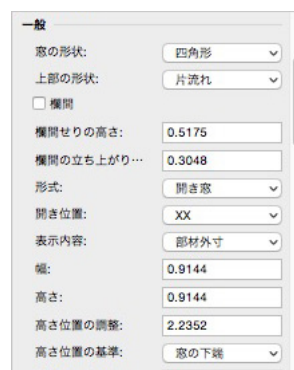 一般
窓の形状: 四角形
上部の形状: 片流れ
欄間
欄間せりの高さ: 0.5175
欄間の立ち上がり… 0.3048
形式: 開き窓
開き位置: XX
表示内容: 部材外寸
幅: 0.9144
高さ: 0.9144
高さ位置の調整: 2.2352
高さ位置の基準: 窓の下端